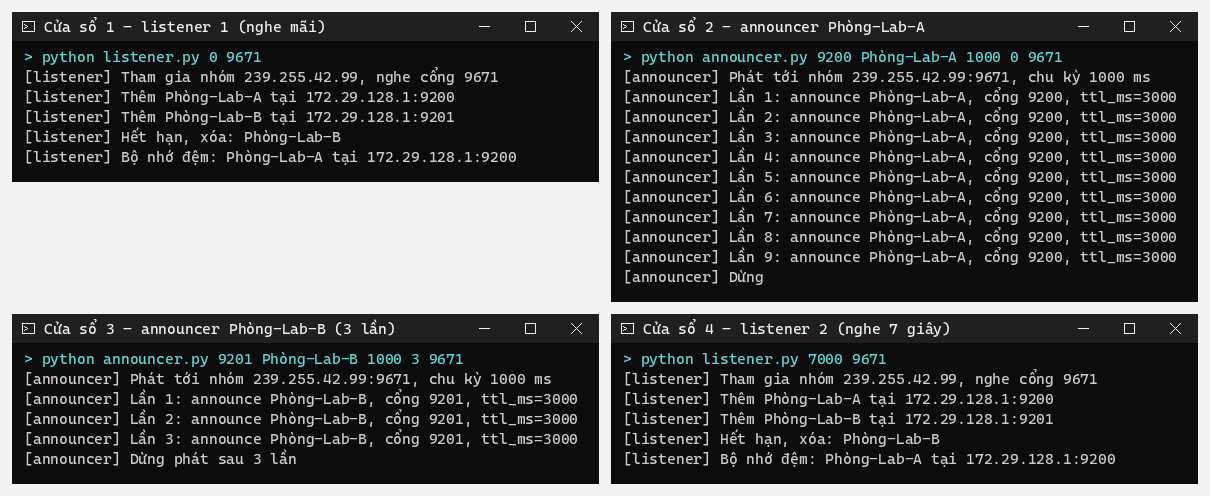 Cửa sổ 1 – listener 1 (nghe mãi)
> python listener.py 0 9671
[listener] Tham gia nhóm 239.255.42.99, nghe cổng 9671
[listener] Thêm Phòng-Lab-A tại 172.29.128.1:9200
[listener] Thêm Phòng-Lab-B tại 172.29.128.1:9201
[listener] Hết hạn, xóa: Phòng-Lab-B
[listener] Bộ nhớ đệm: Phòng-Lab-A tại 172.29.128.1:9200
Cửa sổ 2 – announcer Phòng-Lab-A
> python announcer.py 9200 Phòng-Lab-A 1000 0 9671
[announcer] Phát tới nhóm 239.255.42.99:9671, chu kỳ 1000 ms
[announcer] Lần 1: announce Phòng-Lab-A, cổng 9200, ttl_ms=3000
[announcer] Lần 2: announce Phòng-Lab-A, cổng 9200, ttl_ms=3000
[announcer] Lần 3: announce Phòng-Lab-A, cổng 9200, ttl_ms=3000
[announcer] Lần 4: announce Phòng-Lab-A, cổng 9200, ttl_ms=3000
[announcer] Lần 5: announce Phòng-Lab-A, cổng 9200, ttl_ms=3000
[announcer] Lần 6: announce Phòng-Lab-A, cổng 9200, ttl_ms=3000
[announcer] Lần 7: announce Phòng-Lab-A, cổng 9200, ttl_ms=3000
[announcer] Lần 8: announce Phòng-Lab-A, cổng 9200, ttl_ms=3000
[announcer] Lần 9: announce Phòng-Lab-A, cổng 9200, ttl_ms=3000
[announcer] Dừng
Cửa sổ 3 – announcer Phòng-Lab-B (3 lần)
> python announcer.py 9201 Phòng-Lab-B 1000 3 9671
[announcer] Phát tới nhóm 239.255.42.99:9671, chu kỳ 1000 ms
[announcer] Lần 1: announce Phòng-Lab-B, cổng 9201, ttl_ms=3000
[announcer] Lần 2: announce Phòng-Lab-B, cổng 9201, ttl_ms=3000
[announcer] Lần 3: announce Phòng-Lab-B, cổng 9201, ttl_ms=3000
[announcer] Dừng phát sau 3 lần
Cửa sổ 4 – listener 2 (nghe 7 giây)
> python listener.py 7000 9671
[listener] Tham gia nhóm 239.255.42.99, nghe cổng 9671
[listener] Thêm Phòng-Lab-A tại 172.29.128.1:9200
[listener] Thêm Phòng-Lab-B tại 172.29.128.1:9201
[listener] Hết hạn, xóa: Phòng-Lab-B
[listener] Bộ nhớ đệm: Phòng-Lab-A tại 172.29.128.1:9200